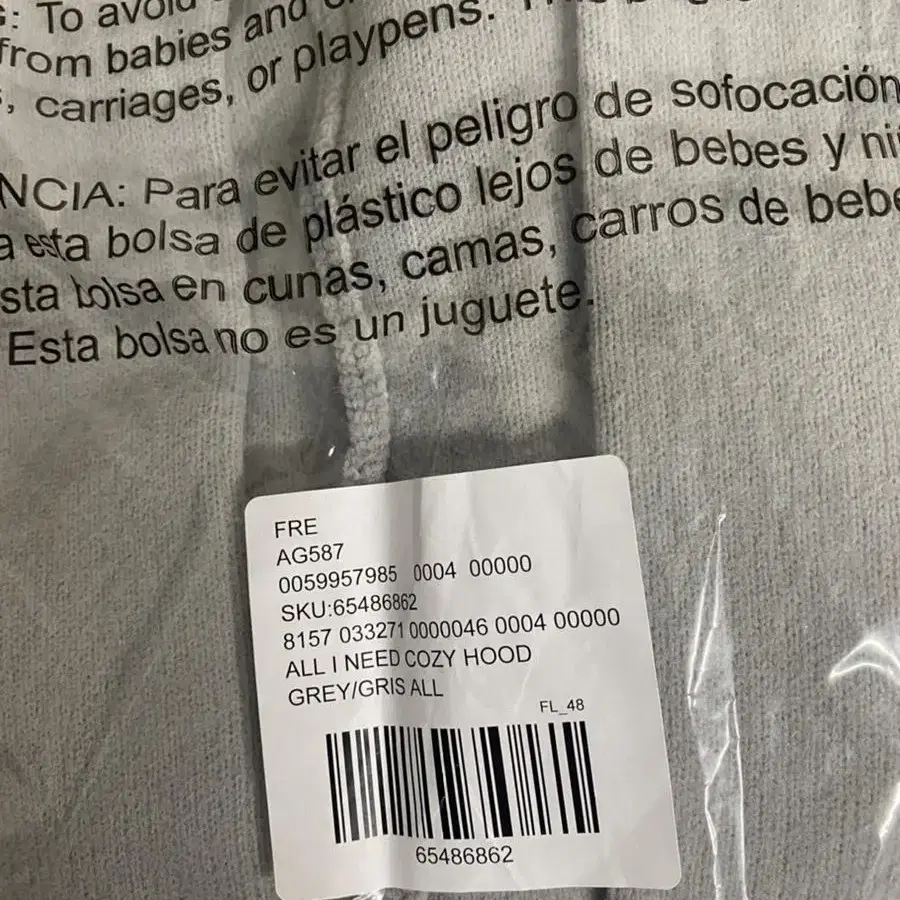 : To avoid
from babies and
, carriages, or playpens.
NCIA: Para evitar el peligro de sofocación
a esta bolsa de plástico lejos de bebes y
sta bolsa en cunas, camas, carros de
Esta bolsa no es un juguete.
FRE
AG587
0059957985 0004 00000
SKU:65486862
8157 033271 0000046 0004 00000
ALL I NEED COZY HOOD
GREY/GRIS ALL
FL_48
65486862